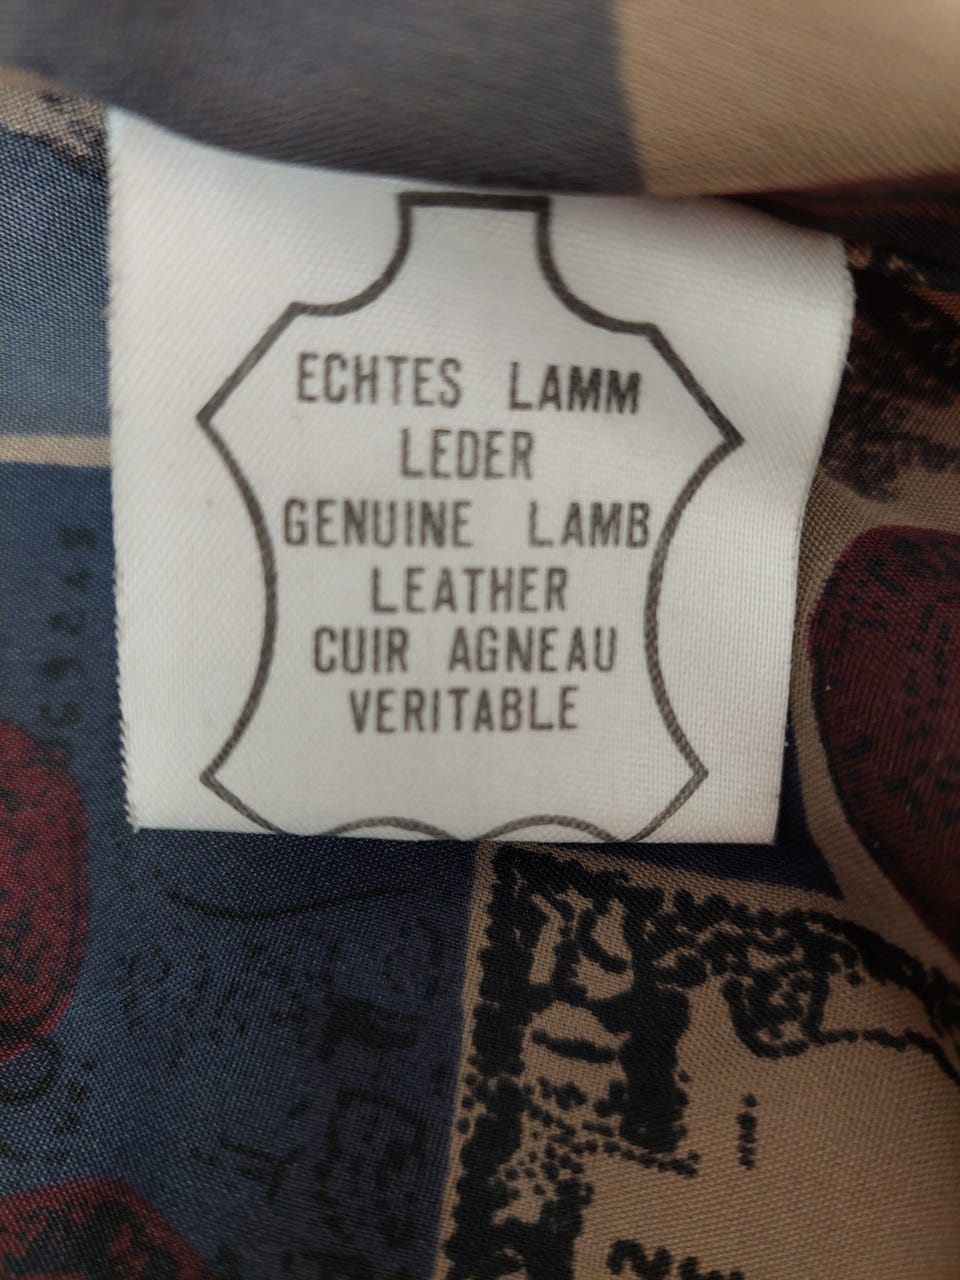 ECHTES LAMM
LEDER
GENUINE LAMB
LEATHER
CUIR AGNEAU
VERITABLE